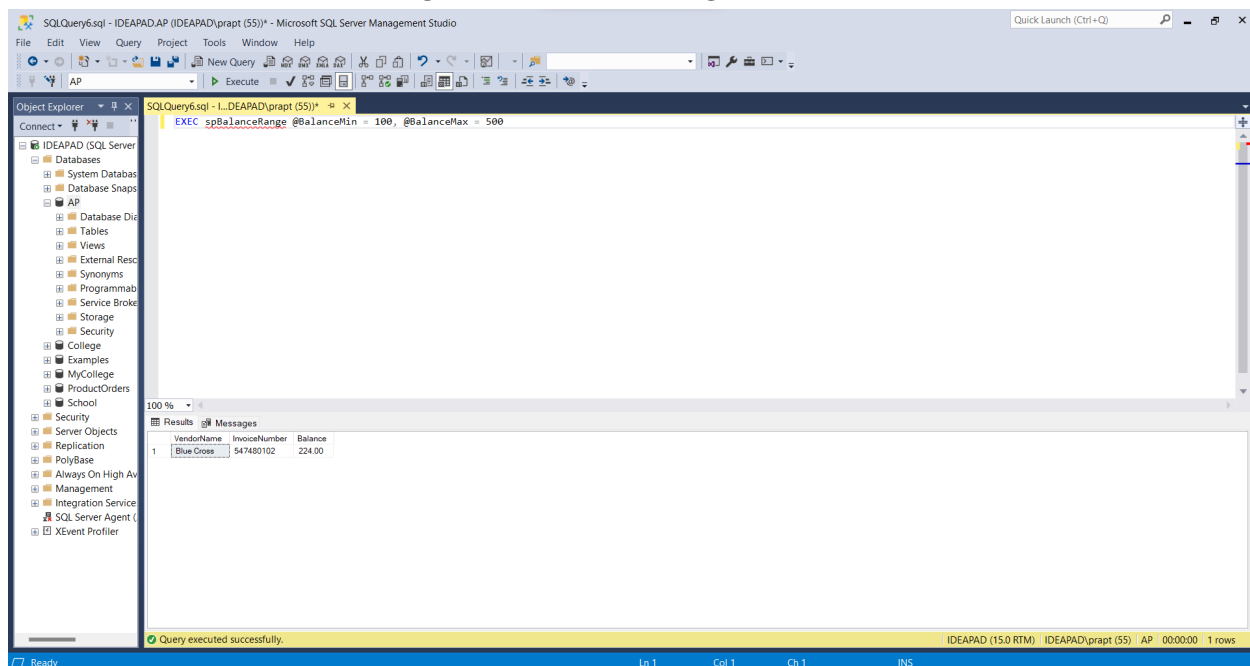 SQLQuery6.sql - IDEAPAD.AP (IDEAPAD\prapt (55))* - Microsoft SQL Server Management Studio
Quick Launch (Ctrl+Q)
File Edit View Query Project Tools Window Help
New Query
AP
Execute
Object Explorer
SQLQuery6.sql - I...DEAPAD\prapt (55))*
Connect
EXEC spBalanceRange @BalanceMin = 100, @BalanceMax = 500
IDEAPAD (SQL Server
Databases
System Databas
Database Snaps
AP
Database Dia
Tables
Views
External Resc
Synonyms
Programmab
Service Broke
Storage
Security
College
Examples
MyCollege
ProductOrders
School
Security
Server Objects
Replication
PolyBase
Always On High Av
Management
Integration Service
SQL Server Agent (
XEvent Profiler
100 %
Results Messages
VendorName InvoiceNumber Balance
1 Blue Cross 547480102 224.00
Query executed successfully. IDEAPAD (15.0 RTM) IDEAPAD\prapt (55) AP 00:00:00 1 rows
Ready Ln 1 Col 1 Ch 1 INS